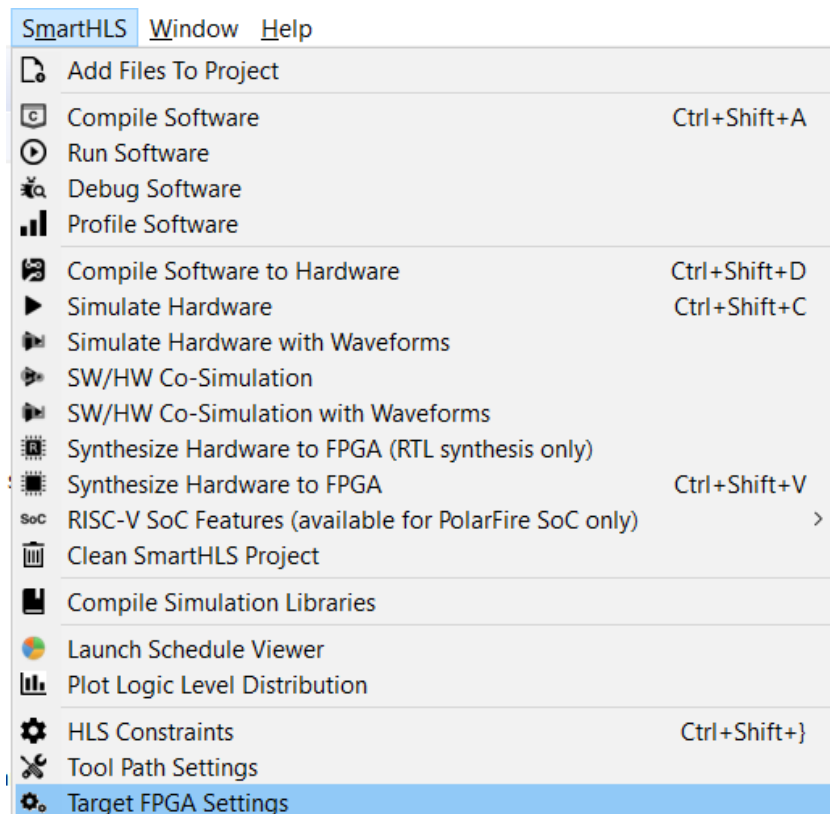 SmartHLS Window Help
Add Files To Project
Compile Software Ctrl+Shift+A
Run Software
Debug Software
Profile Software
Compile Software to Hardware Ctrl+Shift+D
Simulate Hardware Ctrl+Shift+C
Simulate Hardware with Waveforms
SW/HW Co-Simulation
SW/HW Co-Simulation with Waveforms
Synthesize Hardware to FPGA (RTL synthesis only)
Synthesize Hardware to FPGA Ctrl+Shift+V
SoC RISC-V SoC Features (available for PolarFire SoC only)
Clean SmartHLS Project
Compile Simulation Libraries
Launch Schedule Viewer
Plot Logic Level Distribution
HLS Constraints Ctrl+Shift+}
Tool Path Settings
Target FPGA Settings